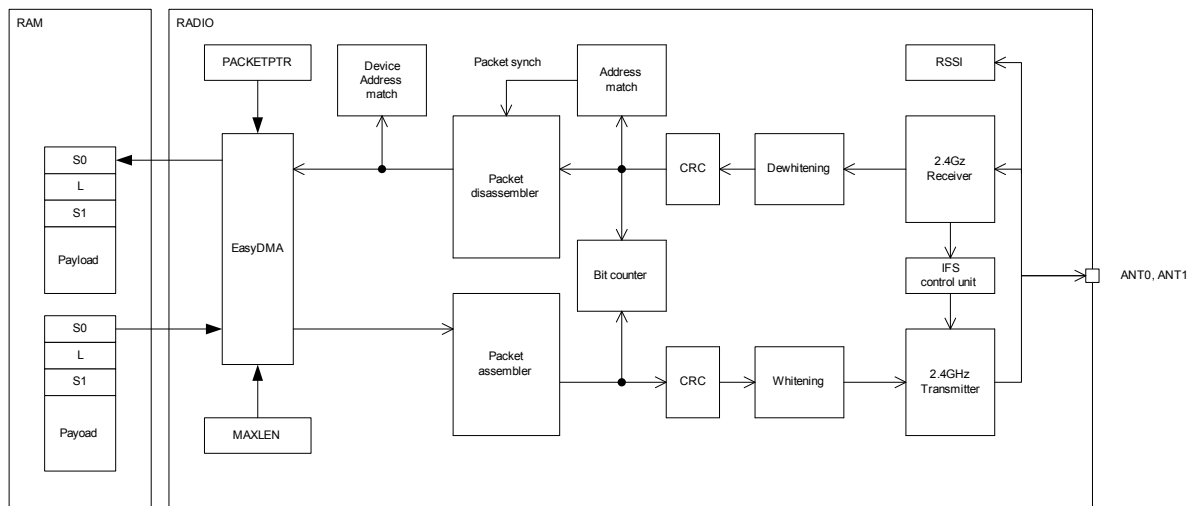 RAM
RADIO
PACKETPTR
Device
Address
match
Packet synch
Address
match
RSSI
S0
L
S1
Payload
EasyDMA
Packet
disassembler
CRC
Dewhitening
2.4Gz
Receiver
Bit counter
IFS
control unit
ANT0, ANT1
S0
L
S1
Payoad
Packet
assembler
CRC
Whitening
2.4GHz
Transmitter
MAXLEN